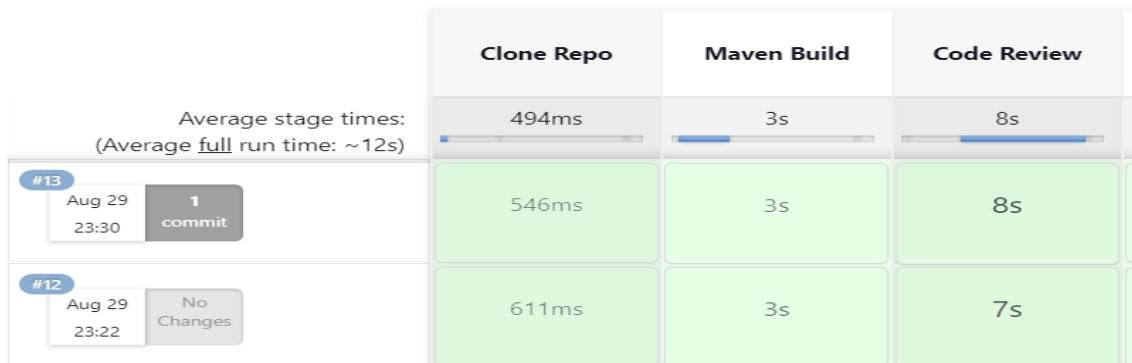 Clone Repo Maven Build Code Review
Average stage times: 494ms 3s 8s
(Average full run time: ~12s)
#13
Aug 29 1
23:30 commit
546ms 3s 8s
#12
Aug 29 No
23:22 Changes
611ms 3s 7s